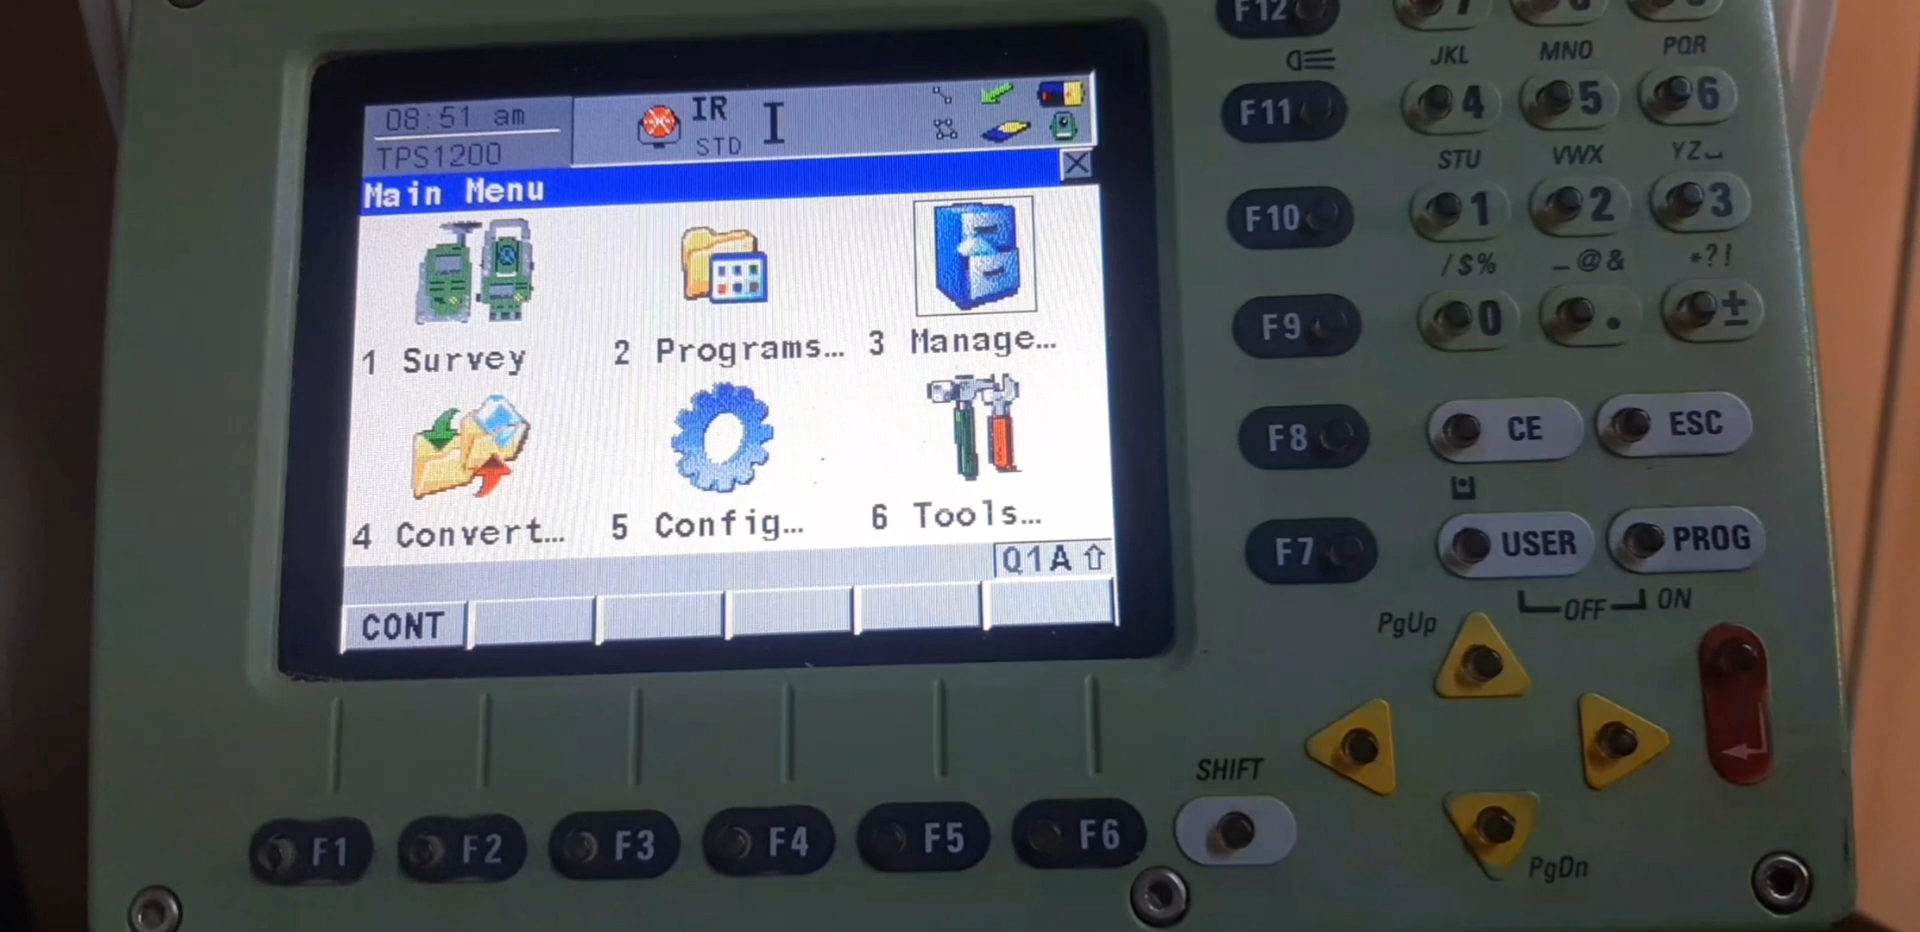 08:51 am
TPS1200
IR
STD
I
Main Menu
1 Survey
2 Programs…
3 Manage…
4 Convert…
5 Config…
6 Tools…
Q1A
CONT
F1
F2
F3
F4
F5
F6
SHIFT
F12
F11
F10
F9
F8
F7
7
JKL
MNO
PQR
4
5
6
STU
VWX
YZ
1
2
3
/$%
_@&
*?!
0
.
±
CE
ESC
USER
PROG
OFF
ON
PgUp
PgDn